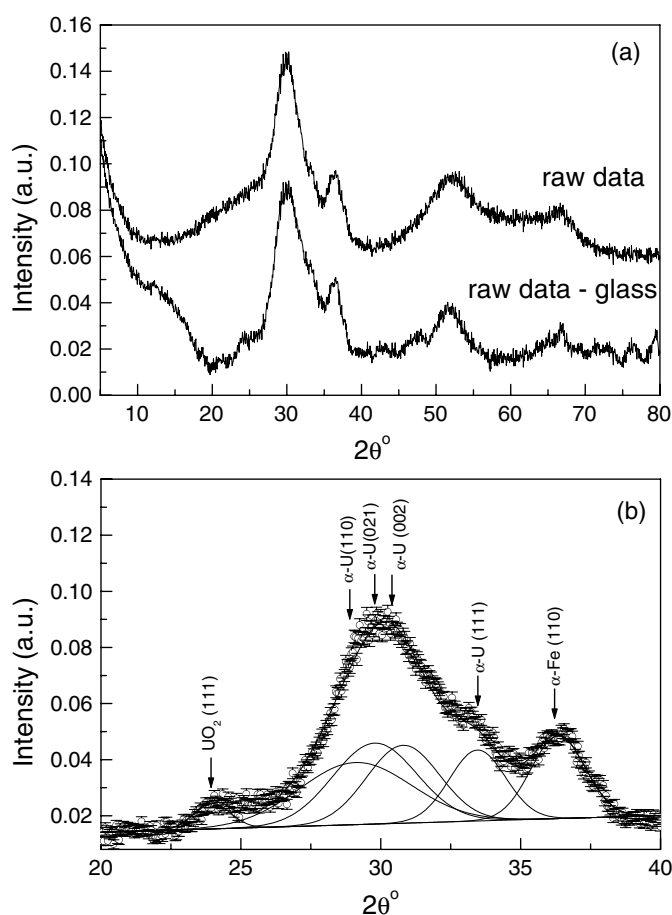 (a)
0.16
0.14
0.12
0.10
0.08
0.06
0.04
0.02
0.00
Intensity (a.u.)
raw data
raw data - glass
10 20 30 40 50 60 70 80
2θ°
(b)
0.14
0.12
0.10
0.08
0.06
0.04
0.02
Intensity (a.u.)
UO₂ (111)
α-U(110)
α-U(021)
α-U (002)
α-U (111)
α-Fe (110)
20 25 30 35 40
2θ°